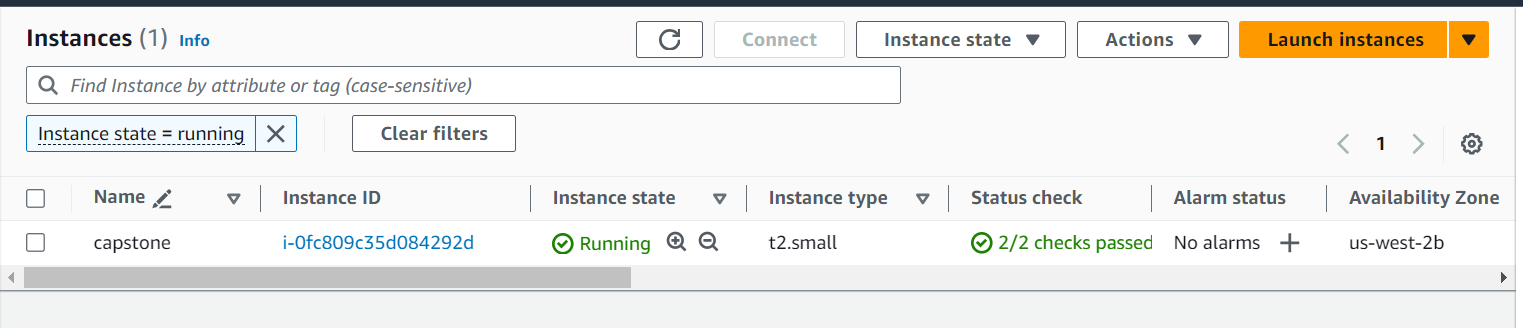 Instances (1) Info
Connect
Instance state
Actions
Launch instances
Find Instance by attribute or tag (case-sensitive)
Instance state = running
Clear filters
1
Name Instance ID Instance state Instance type Status check Alarm status Availability Zone
capstone i-0fc809c35d084292d Running t2.small 2/2 checks passed No alarms us-west-2b